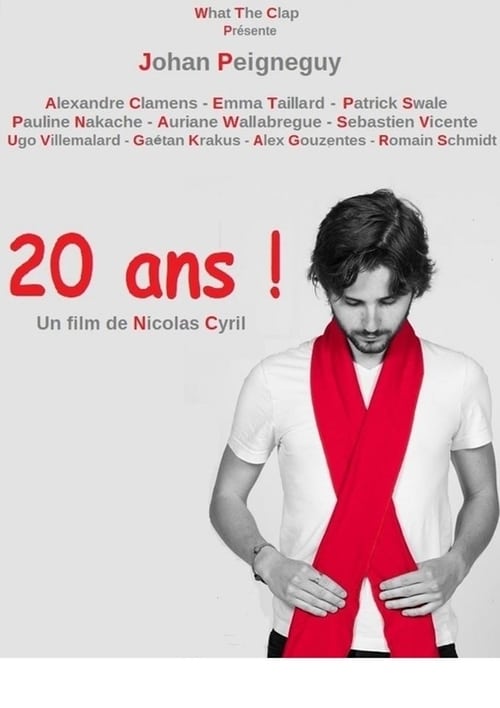 What The Clap
Présente
Johan Peigneguy
Alexandre Clamens - Emma Taillard - Patrick Swale
Pauline Nakache - Auriane Wallabregue - Sebastien Vicente
Ugo Villemalard - Gaétan Krakus - Alex Gouzentes - Romain Schmidt
20 ans !
Un film de Nicolas Cyril